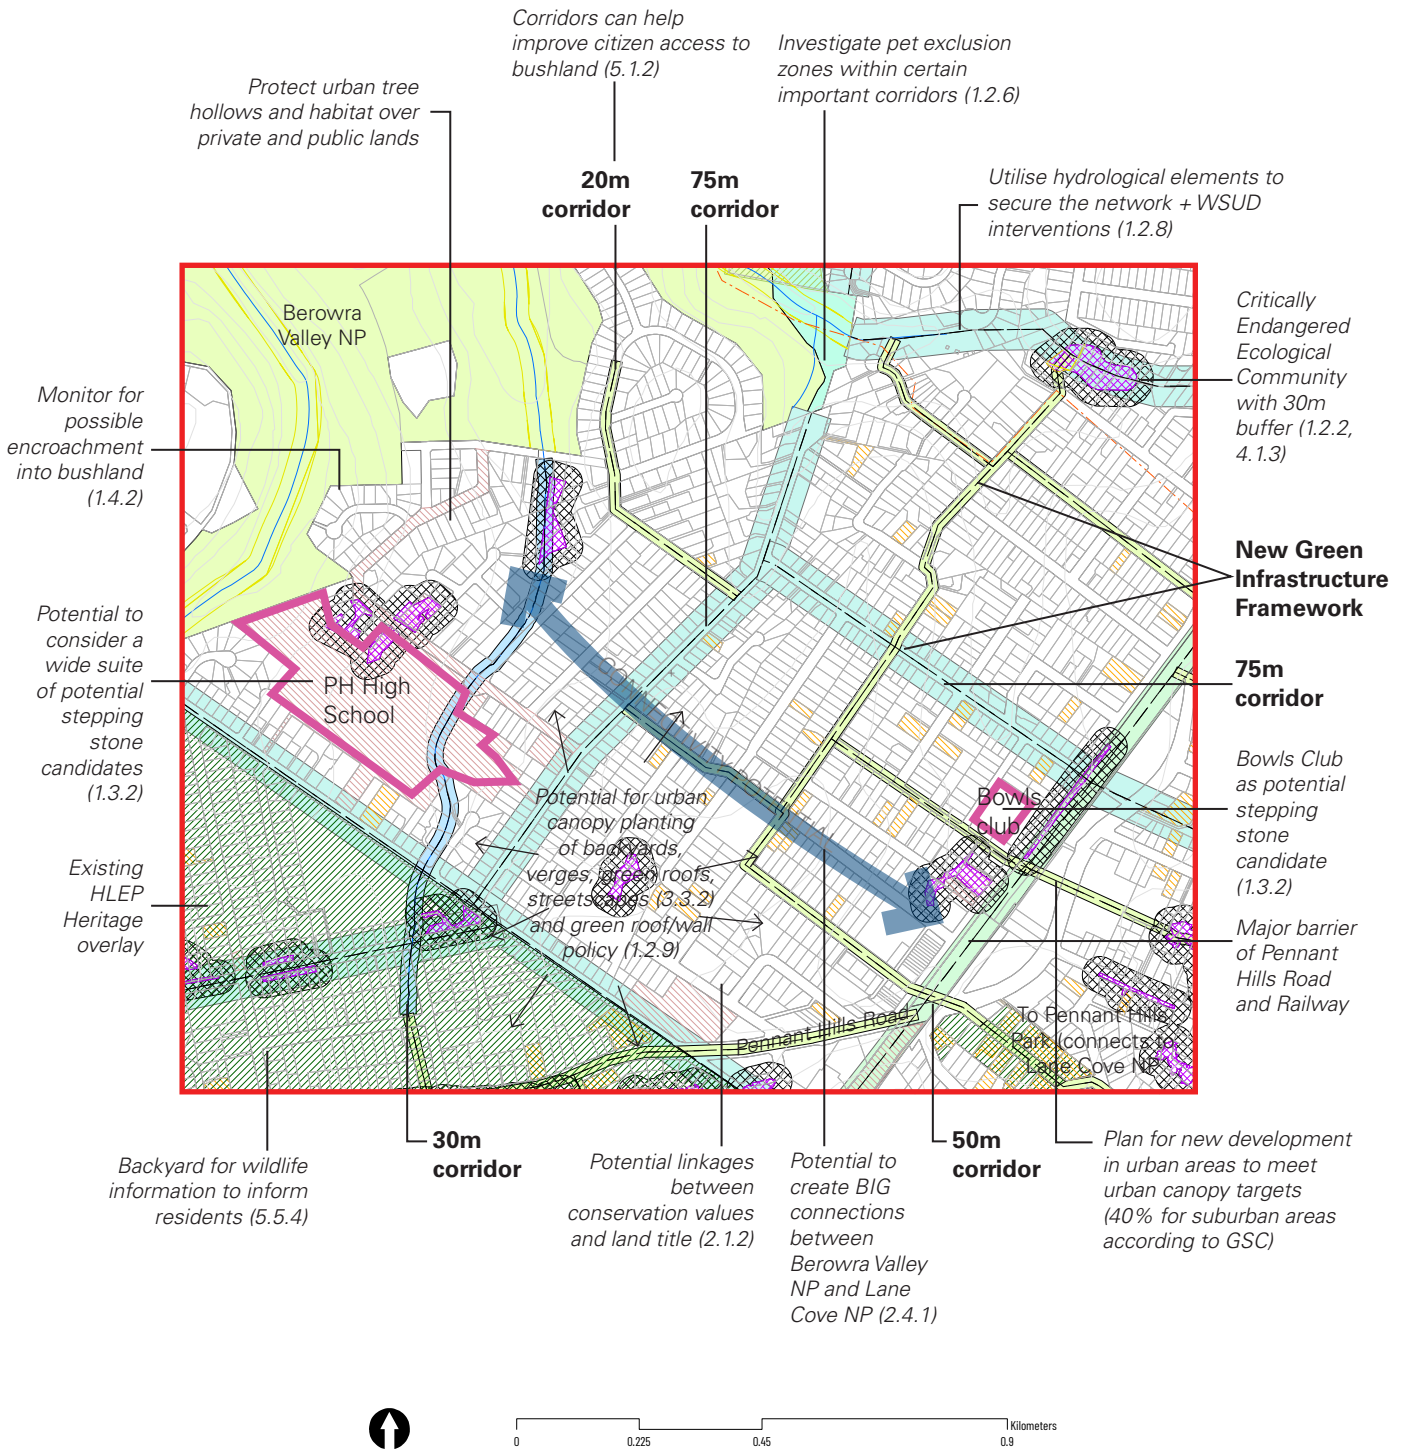 Corridors can help
improve citizen access to
bushland (5.1.2)
Investigate pet exclusion
zones within certain
important corridors (1.2.6)
Protect urban tree
hollows and habitat over
private and public lands
20m
corridor
75m
corridor
Utilise hydrological elements to
secure the network + WSUD
interventions (1.2.8)
Berowra
Valley NP
Critically
Endangered
Ecological
Community
with 30m
buffer (1.2.2,
4.1.3)
Monitor for
possible
encroachment
into bushland
(1.4.2)
New Green
Infrastructure
Framework
Potential to
consider a
wide suite
of potential
stepping
stone
candidates
(1.3.2)
PH High
School
75m
corridor
Bowls Club
as potential
stepping
stone
candidate
(1.3.2)
Bowls
club
Potential for urban
canopy planting
of backyards,
verges, green roofs,
streetscapes (3.3.2)
and green roof/wall
policy (1.2.9)
Existing
HLEP
Heritage
overlay
Major barrier
of Pennant
Hills Road
and Railway
Pennant Hills Road
To Pennant Hills
Park (connects to
Lane Cove NP
30m
corridor
50m
corridor
Backyard for wildlife
information to inform
residents (5.5.4)
Potential linkages
between
conservation values
and land title (2.1.2)
Potential to
create BIG
connections
between
Berowra Valley
NP and Lane
Cove NP (2.4.1)
Plan for new development
in urban areas to meet
urban canopy targets
(40% for suburban areas
according to GSC)
Kilometers
0 0.225 0.45 0.9